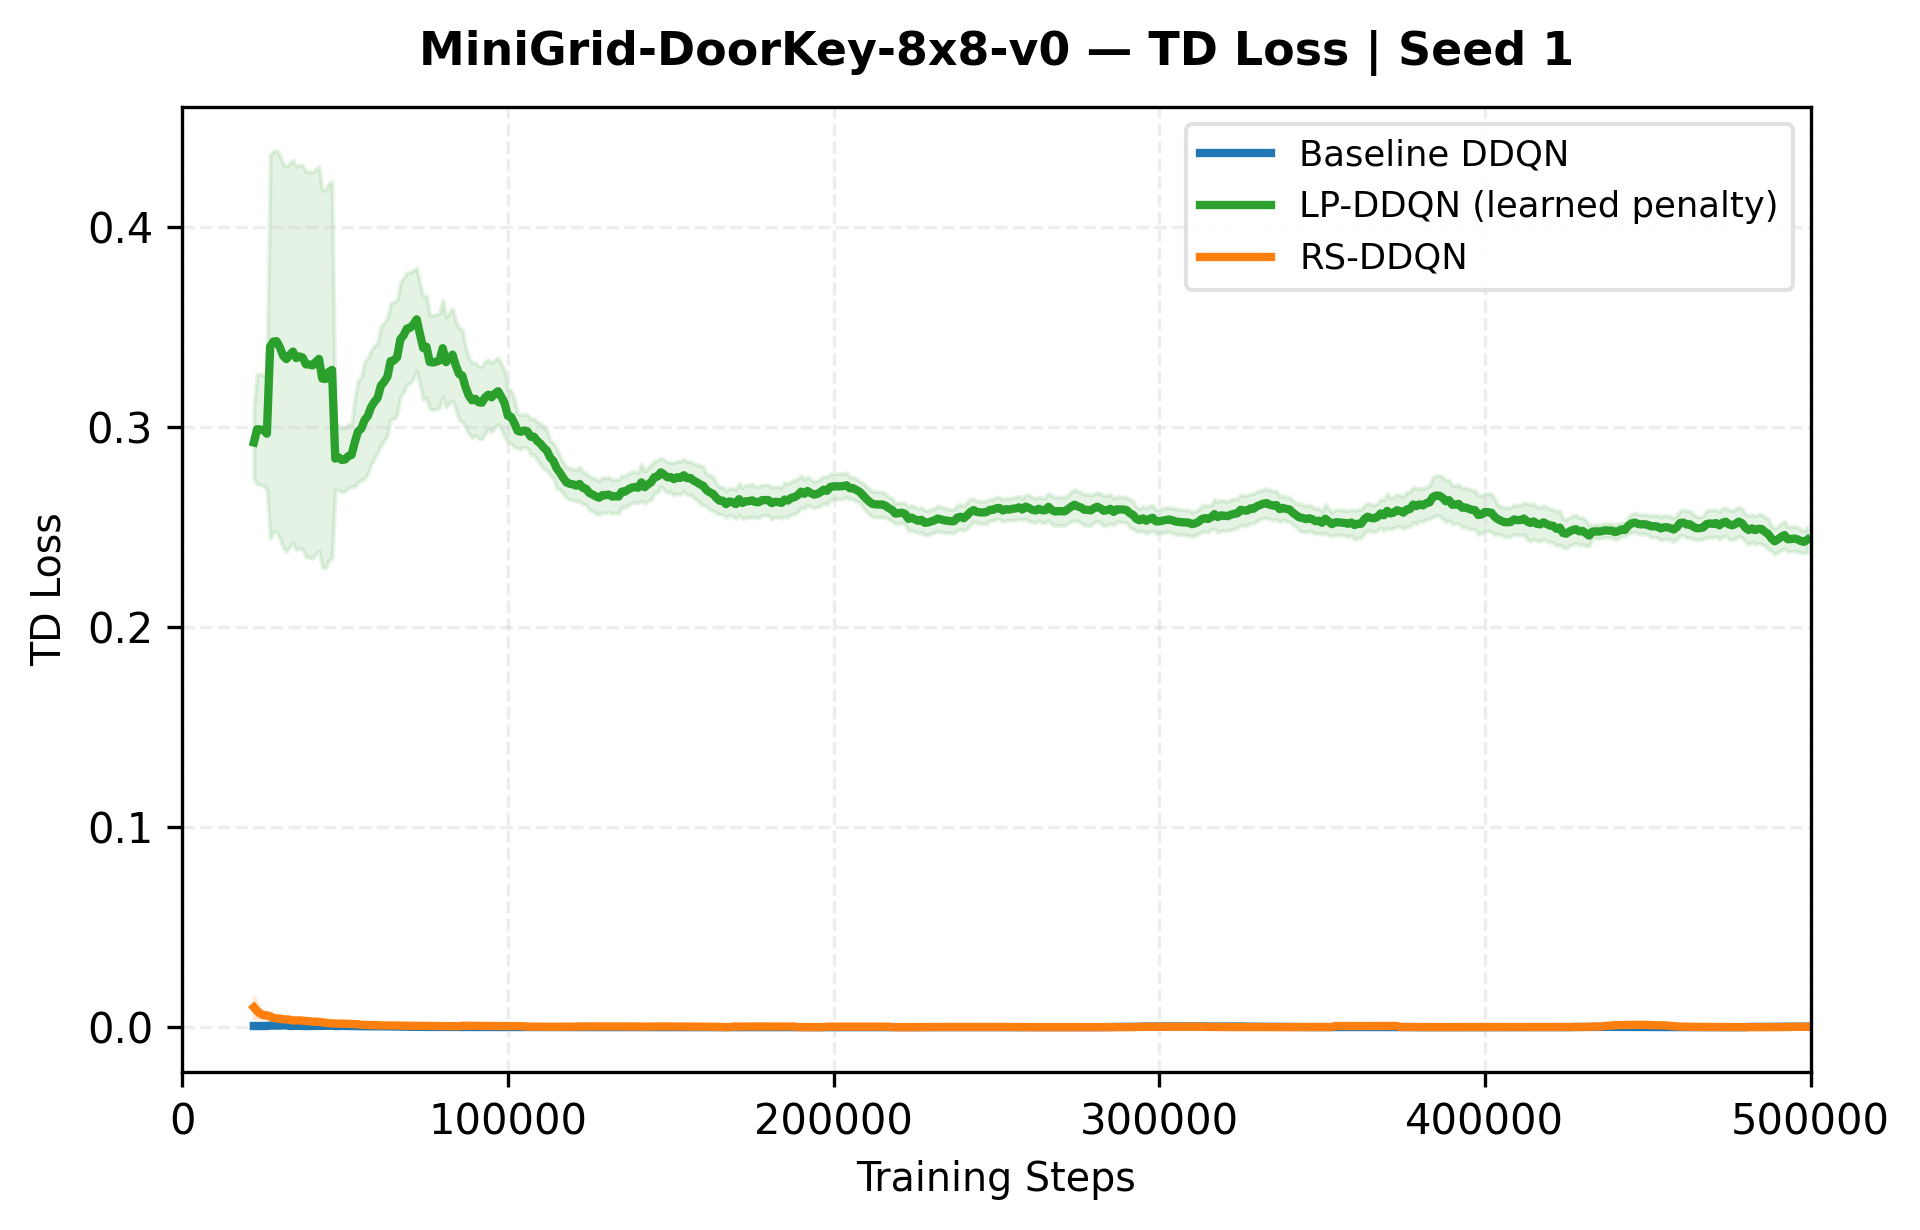 MiniGrid-DoorKey-8x8-v0 — TD Loss | Seed 1
Baseline DDQN
LP-DDQN (learned penalty)
RS-DDQN
TD Loss
0.4
0.3
0.2
0.1
0.0
0 100000 200000 300000 400000 500000
Training Steps